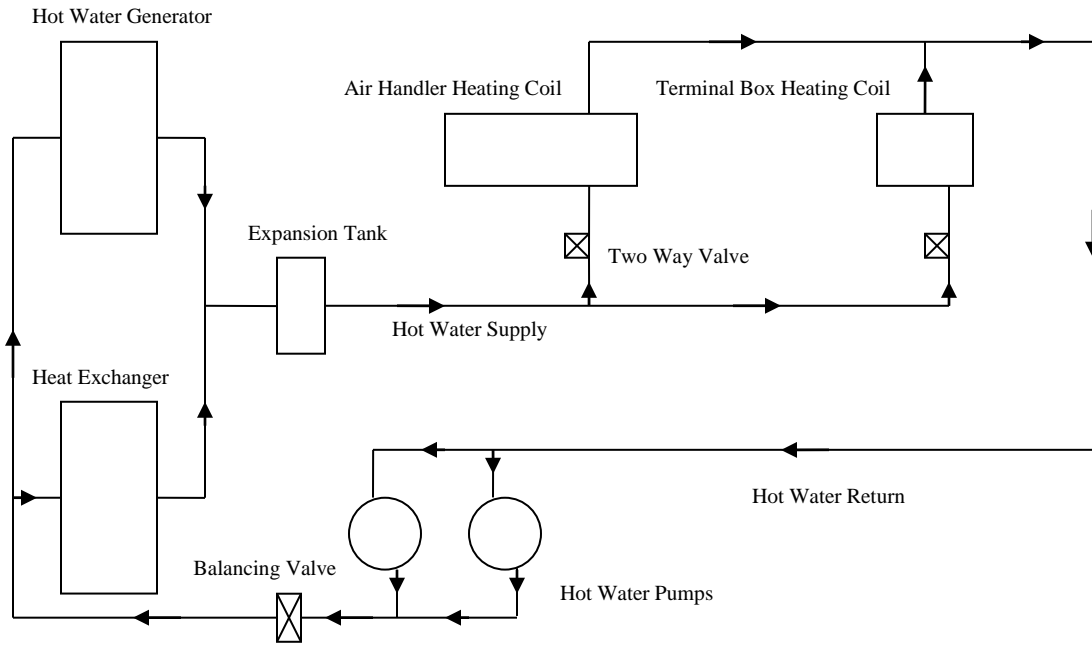 Hot Water Generator
Air Handler Heating Coil
Terminal Box Heating Coil
Expansion Tank
Two Way Valve
Hot Water Supply
Heat Exchanger
Hot Water Return
Balancing Valve
Hot Water Pumps